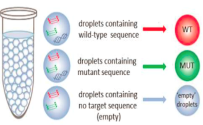 droplets containing
wild-type sequence
WT
droplets containing
mutant sequence
MUT
droplets containing
no target sequence
(empty)
'empty'
droplets